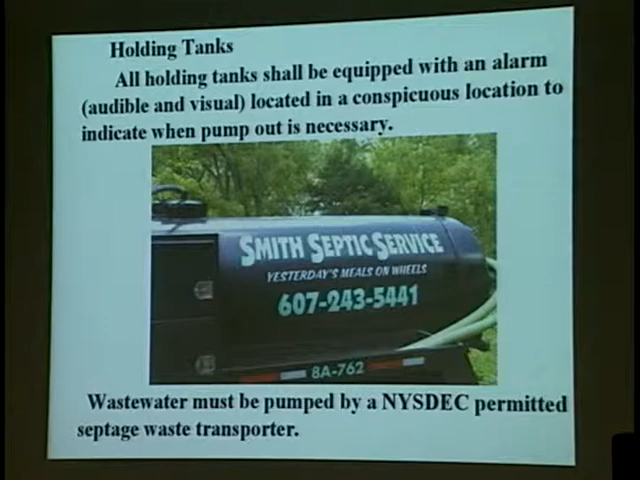 Holding Tanks
All holding tanks shall be equipped with an alarm
(audible and visual) located in a conspicuous location to
indicate when pump out is necessary.
SMITH SEPTIC SERVICE
YESTERDAY'S MEALS ON WHEELS
607-243-5441
8A-762
Wastewater must be pumped by a NYSDEC permitted
septage waste transporter.